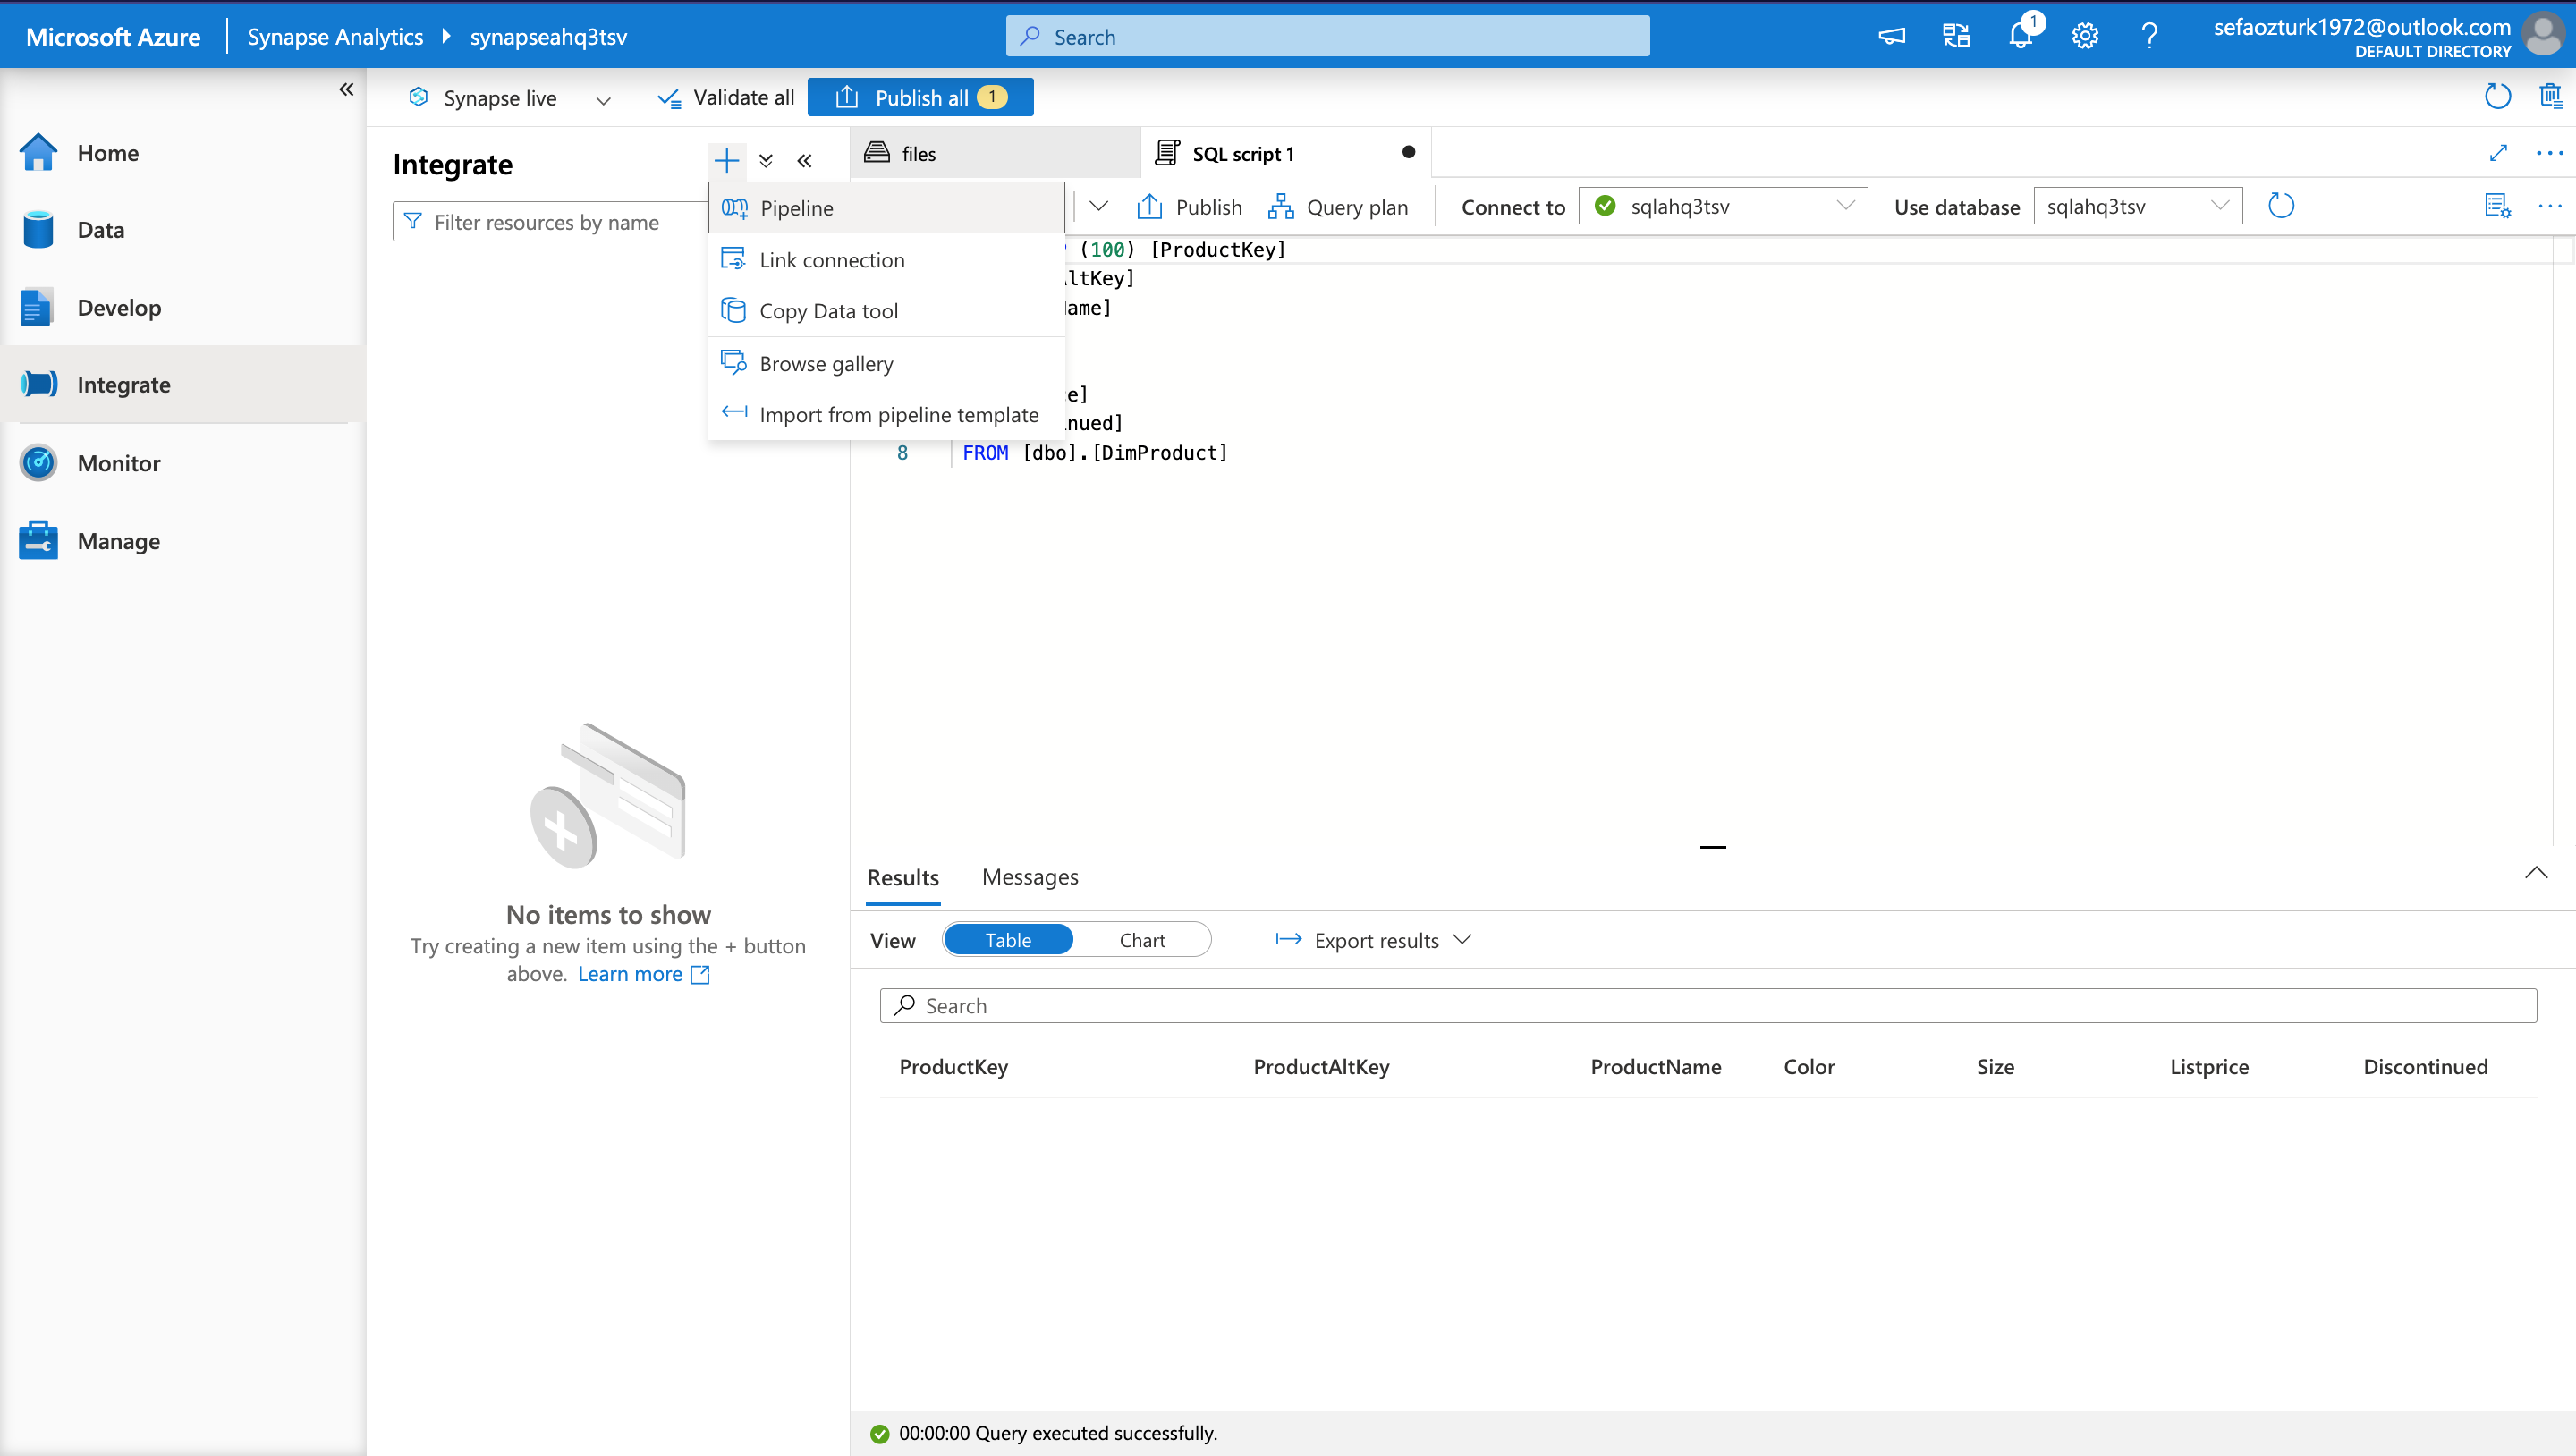 Microsoft Azure
Synapse Analytics
synapseahq3tsv
Search
1
sefaozturk1972@outlook.com
DEFAULT DIRECTORY
Home
Data
Develop
Integrate
Monitor
Manage
Synapse live
Validate all
Publish all 1
Integrate
Filter resources by name
Pipeline
Link connection
Copy Data tool
Browse gallery
Import from pipeline template
No items to show
Try creating a new item using the + button
above. Learn more
files
SQL script 1
Publish
Query plan
Connect to
sqlahq3tsv
Use database
sqlahq3tsv
(100) [ProductKey]
ltKey]
ame]
e]
nued]
8 FROM [dbo].[DimProduct]
Results
Messages
View
Table
Chart
Export results
Search
ProductKey ProductAltKey ProductName Color Size Listprice Discontinued
00:00:00 Query executed successfully.